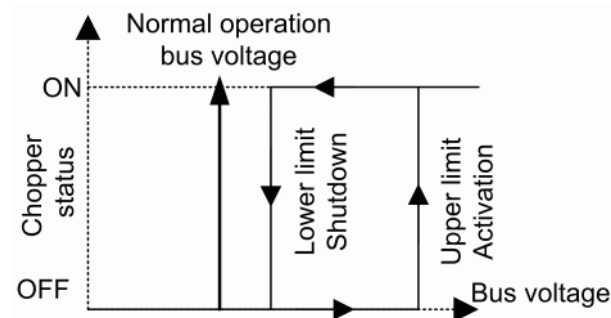 Normal operation
bus voltage
ON
Chopper
status
Lower limit
Shutdown
Upper limit
Activation
OFF
Bus voltage